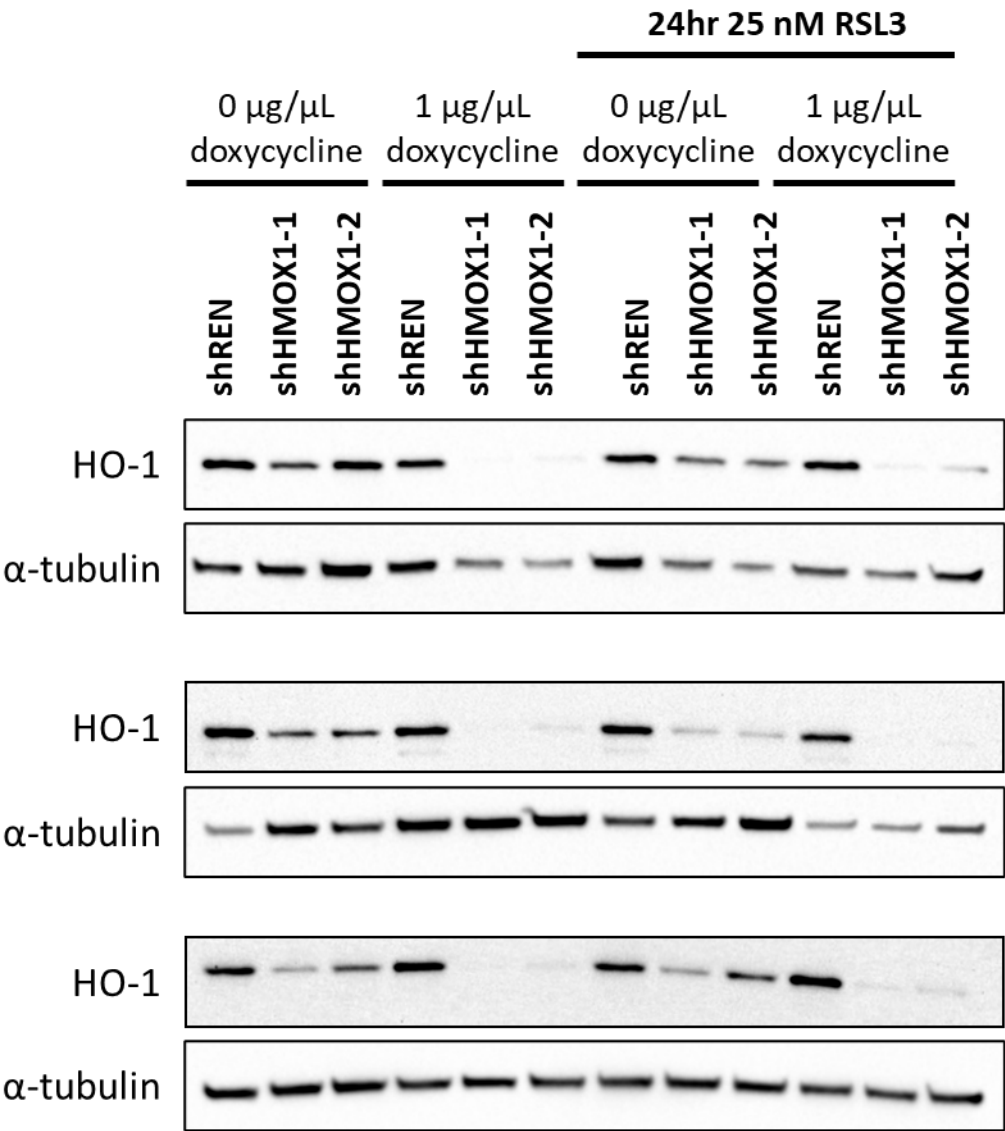 24hr 25 nM RSL3
0 µg/µL 1 µg/µL 0 µg/µL 1 µg/µL
doxycycline doxycycline doxycycline doxycycline
shREN shHMOX1-1 shHMOX1-2 shREN shHMOX1-1 shHMOX1-2 shREN shHMOX1-1 shHMOX1-2 shREN shHMOX1-1 shHMOX1-2
HO-1
α-tubulin
HO-1
α-tubulin
HO-1
α-tubulin